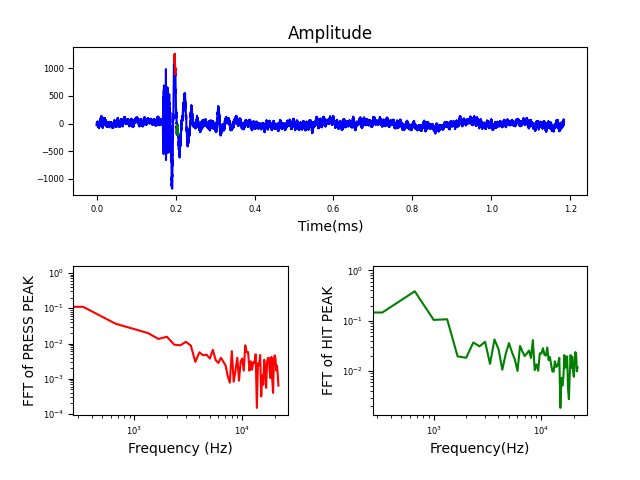 Amplitude
1000
500
0
−500
−1000
0.0 0.2 0.4 0.6 0.8 1.0 1.2
Time(ms)
FFT of PRESS PEAK
10⁰
10⁻¹
10⁻²
10⁻³
10⁻⁴
10³ 10⁴
Frequency (Hz)
FFT of HIT PEAK
10⁰
10⁻¹
10⁻²
10³ 10⁴
Frequency(Hz)